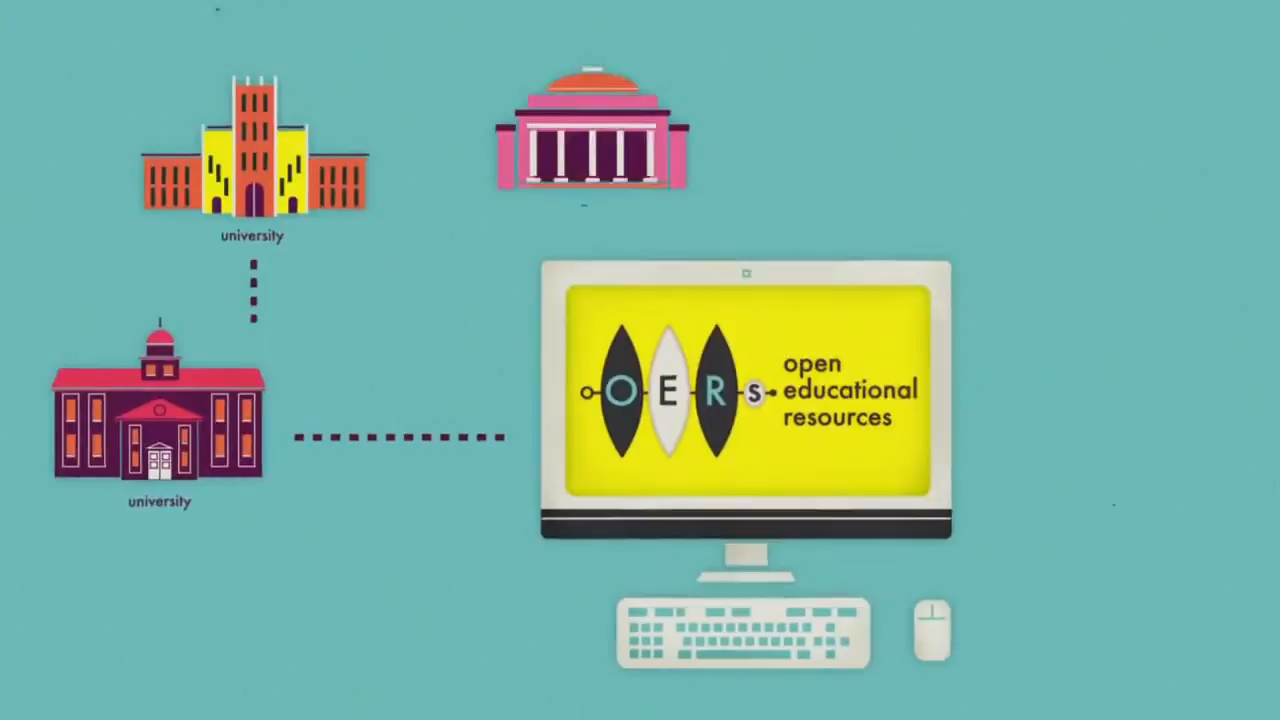 university
university
OERs
open
educational
resources